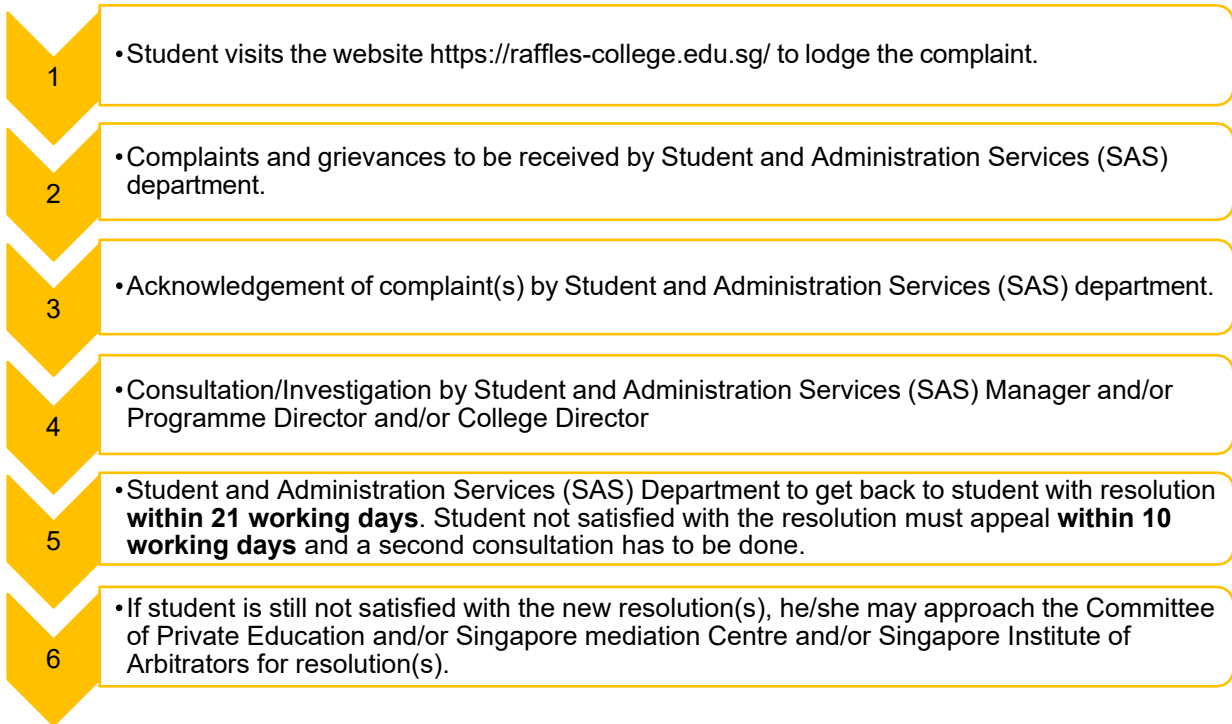 1
•Student visits the website https://raffles-college.edu.sg/ to lodge the complaint.
2
•Complaints and grievances to be received by Student and Administration Services (SAS)
department.
3
•Acknowledgement of complaint(s) by Student and Administration Services (SAS) department.
4
•Consultation/Investigation by Student and Administration Services (SAS) Manager and/or
Programme Director and/or College Director
5
•Student and Administration Services (SAS) Department to get back to student with resolution
within 21 working days. Student not satisfied with the resolution must appeal within 10
working days and a second consultation has to be done.
6
•If student is still not satisfied with the new resolution(s), he/she may approach the Committee
of Private Education and/or Singapore mediation Centre and/or Singapore Institute of
Arbitrators for resolution(s).